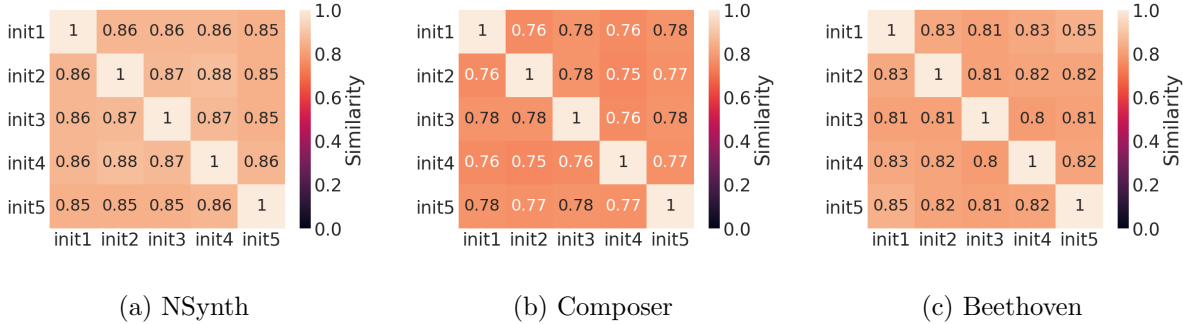 init1 1 0.86 0.86 0.86 0.85
init2 0.86 1 0.87 0.88 0.85
init3 0.86 0.87 1 0.87 0.85
init4 0.86 0.88 0.87 1 0.86
init5 0.85 0.85 0.85 0.86 1
init1 init2 init3 init4 init5
1.0
0.8
0.6
0.4
0.2
0.0
Similarity
(a) NSynth
init1 1 0.76 0.78 0.76 0.78
init2 0.76 1 0.78 0.75 0.77
init3 0.78 0.78 1 0.76 0.78
init4 0.76 0.75 0.76 1 0.77
init5 0.78 0.77 0.78 0.77 1
init1 init2 init3 init4 init5
1.0
0.8
0.6
0.4
0.2
0.0
Similarity
(b) Composer
init1 1 0.83 0.81 0.83 0.85
init2 0.83 1 0.81 0.82 0.82
init3 0.81 0.81 1 0.8 0.81
init4 0.83 0.82 0.8 1 0.82
init5 0.85 0.82 0.81 0.82 1
init1 init2 init3 init4 init5
1.0
0.8
0.6
0.4
0.2
0.0
Similarity
(c) Beethoven